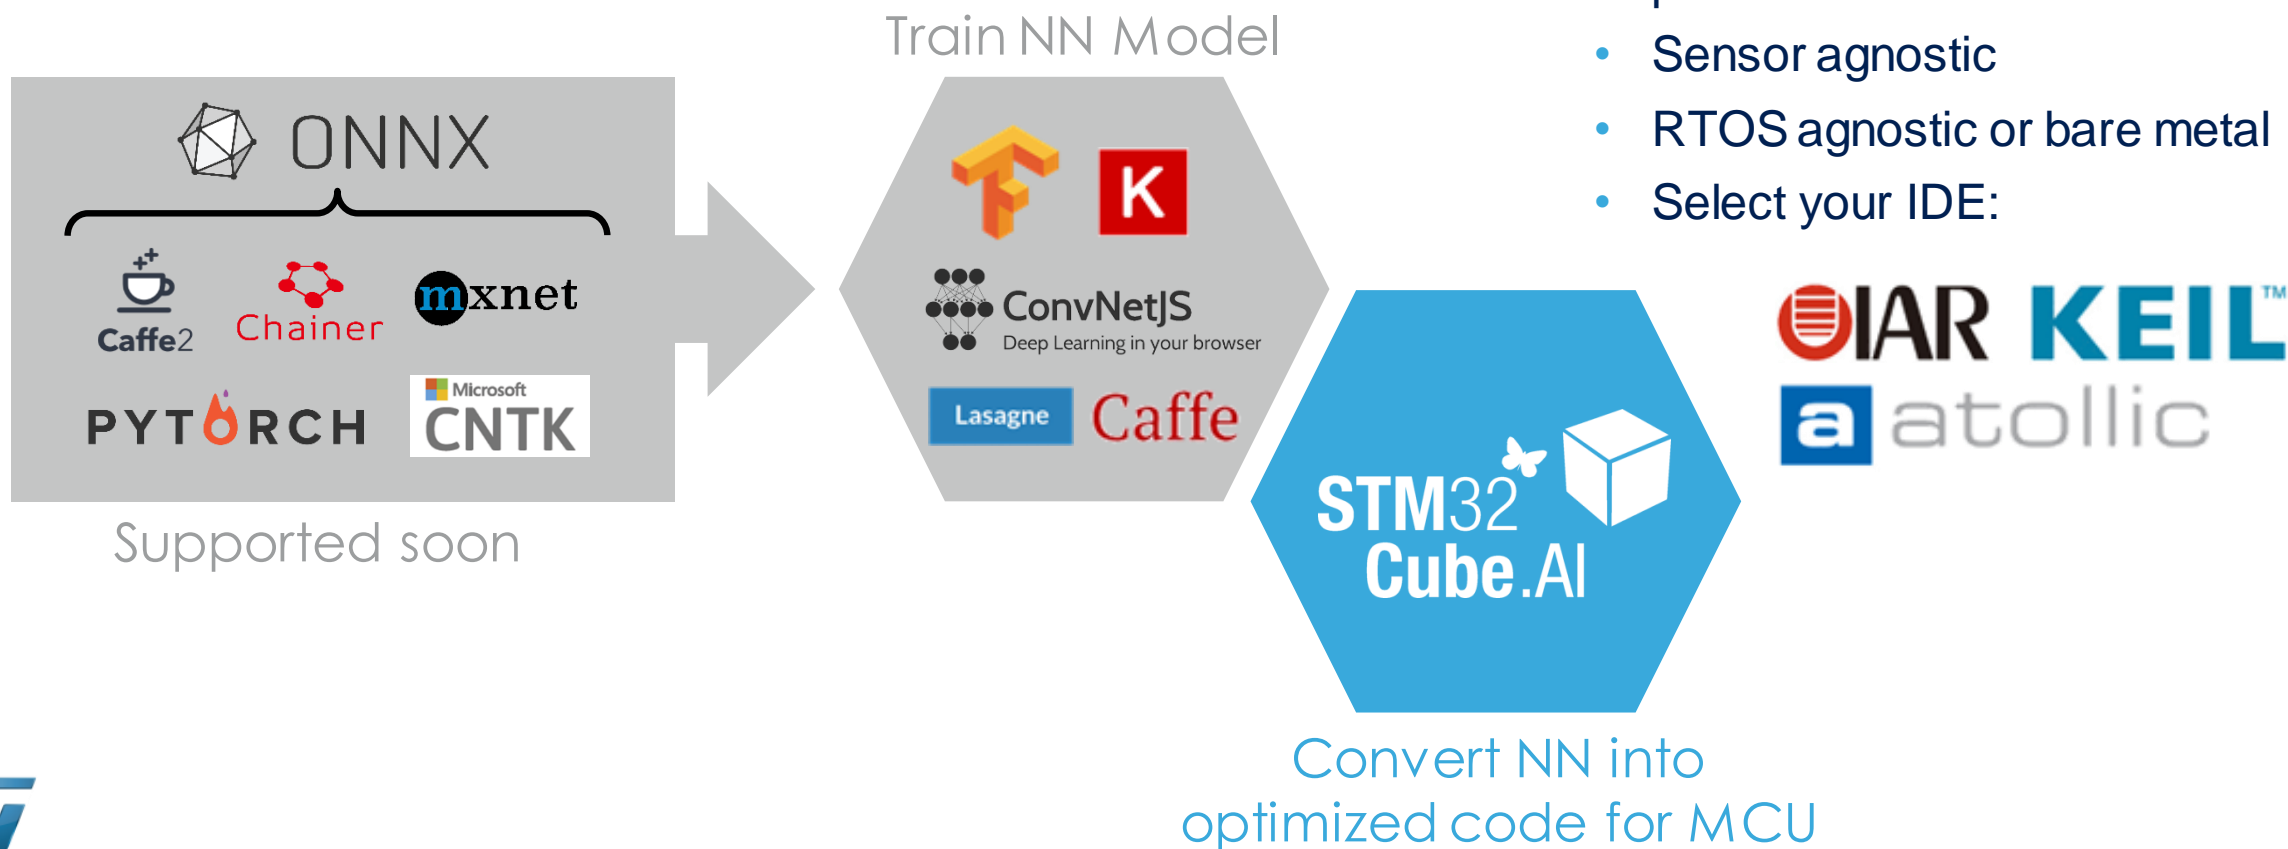 Train NN Model
ONNX
Caffe2
Chainer
mxnet
PYTORCH
Microsoft
CNTK
Supported soon
K
ConvNetJS
Deep Learning in your browser
Lasagne
Caffe
STM32
Cube.AI
Convert NN into
optimized code for MCU
• Sensor agnostic
• RTOS agnostic or bare metal
• Select your IDE:
IAR KEIL™
a atollic